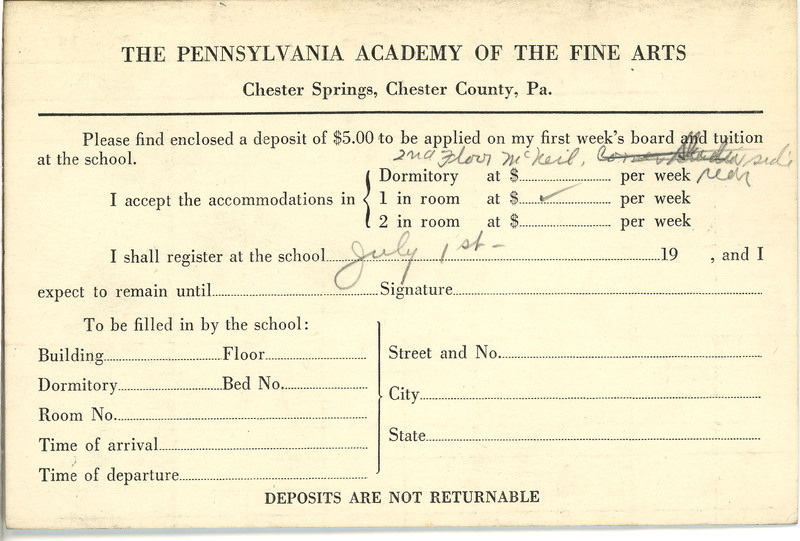 THE PENNSYLVANIA ACADEMY OF THE FINE ARTS
Chester Springs, Chester County, Pa.
Please find enclosed a deposit of $5.00 to be applied on my first week's board and tuition
at the school.
2nd Floor McKeil,
Dormitory at $ per week
I accept the accommodations in { 1 in room at $ ✓ per week
2 in room at $ per week
I shall register at the school July 1st- 19 , and I
expect to remain until Signature
To be filled in by the school:
Building Floor
Dormitory Bed No.
Room No.
Time of arrival
Time of departure
Street and No.
City
State
DEPOSITS ARE NOT RETURNABLE